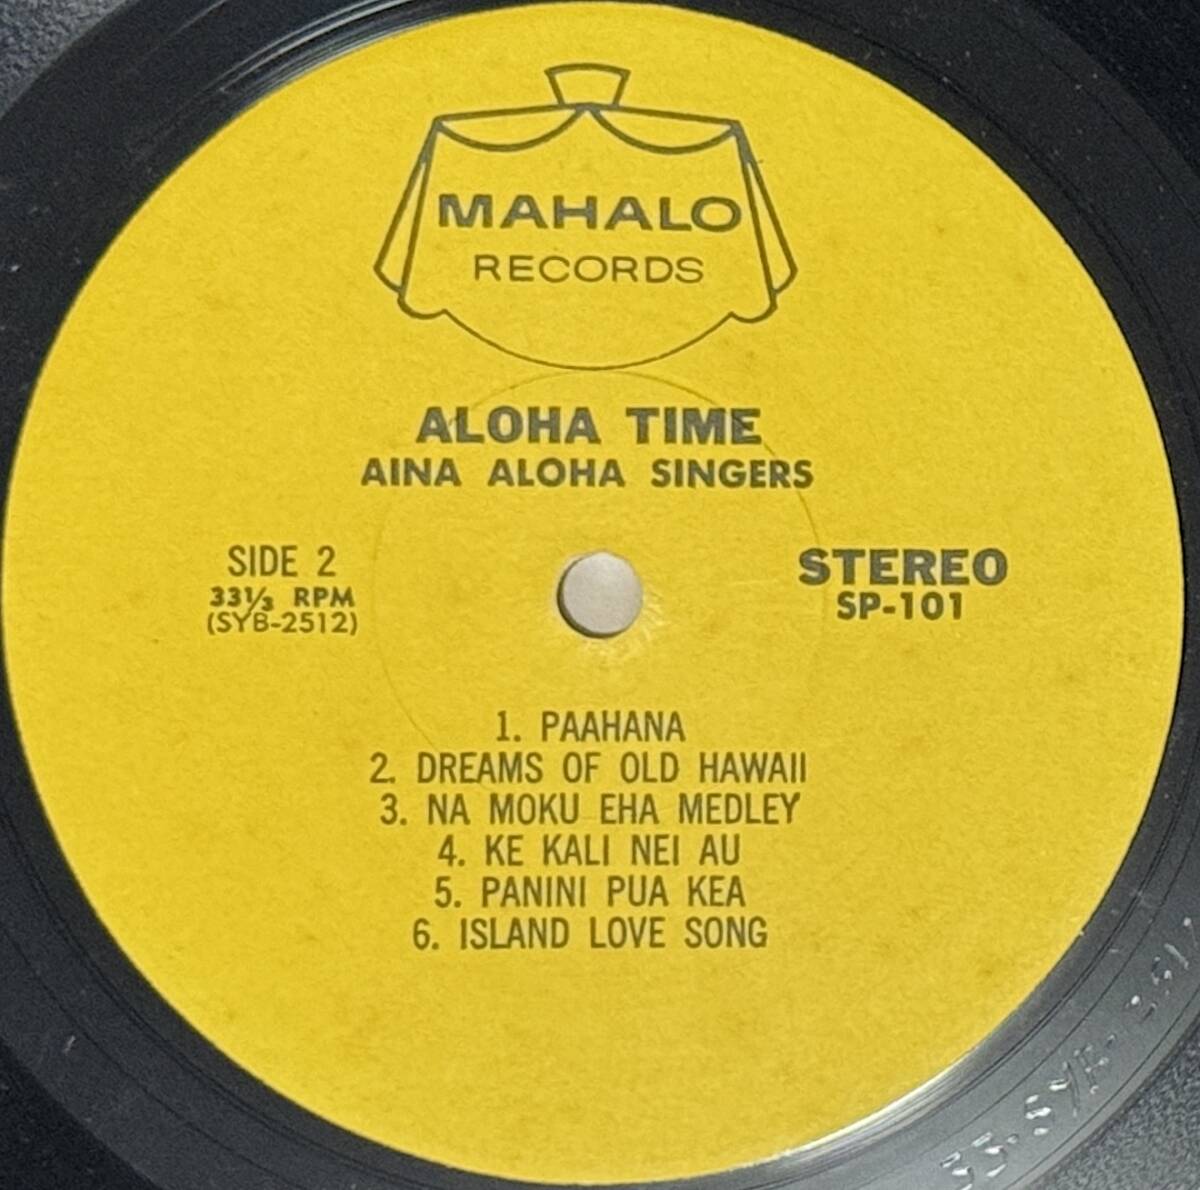 MAHALO
RECORDS
ALOHA TIME
AINA ALOHA SINGERS
SIDE 2
33⅓ RPM
(SYB-2512)
STEREO
SP-101
1. PAAHANA
2. DREAMS OF OLD HAWAII
3. NA MOKU EHA MEDLEY
4. KE KALI NEI AU
5. PANINI PUA KEA
6. ISLAND LOVE SONG